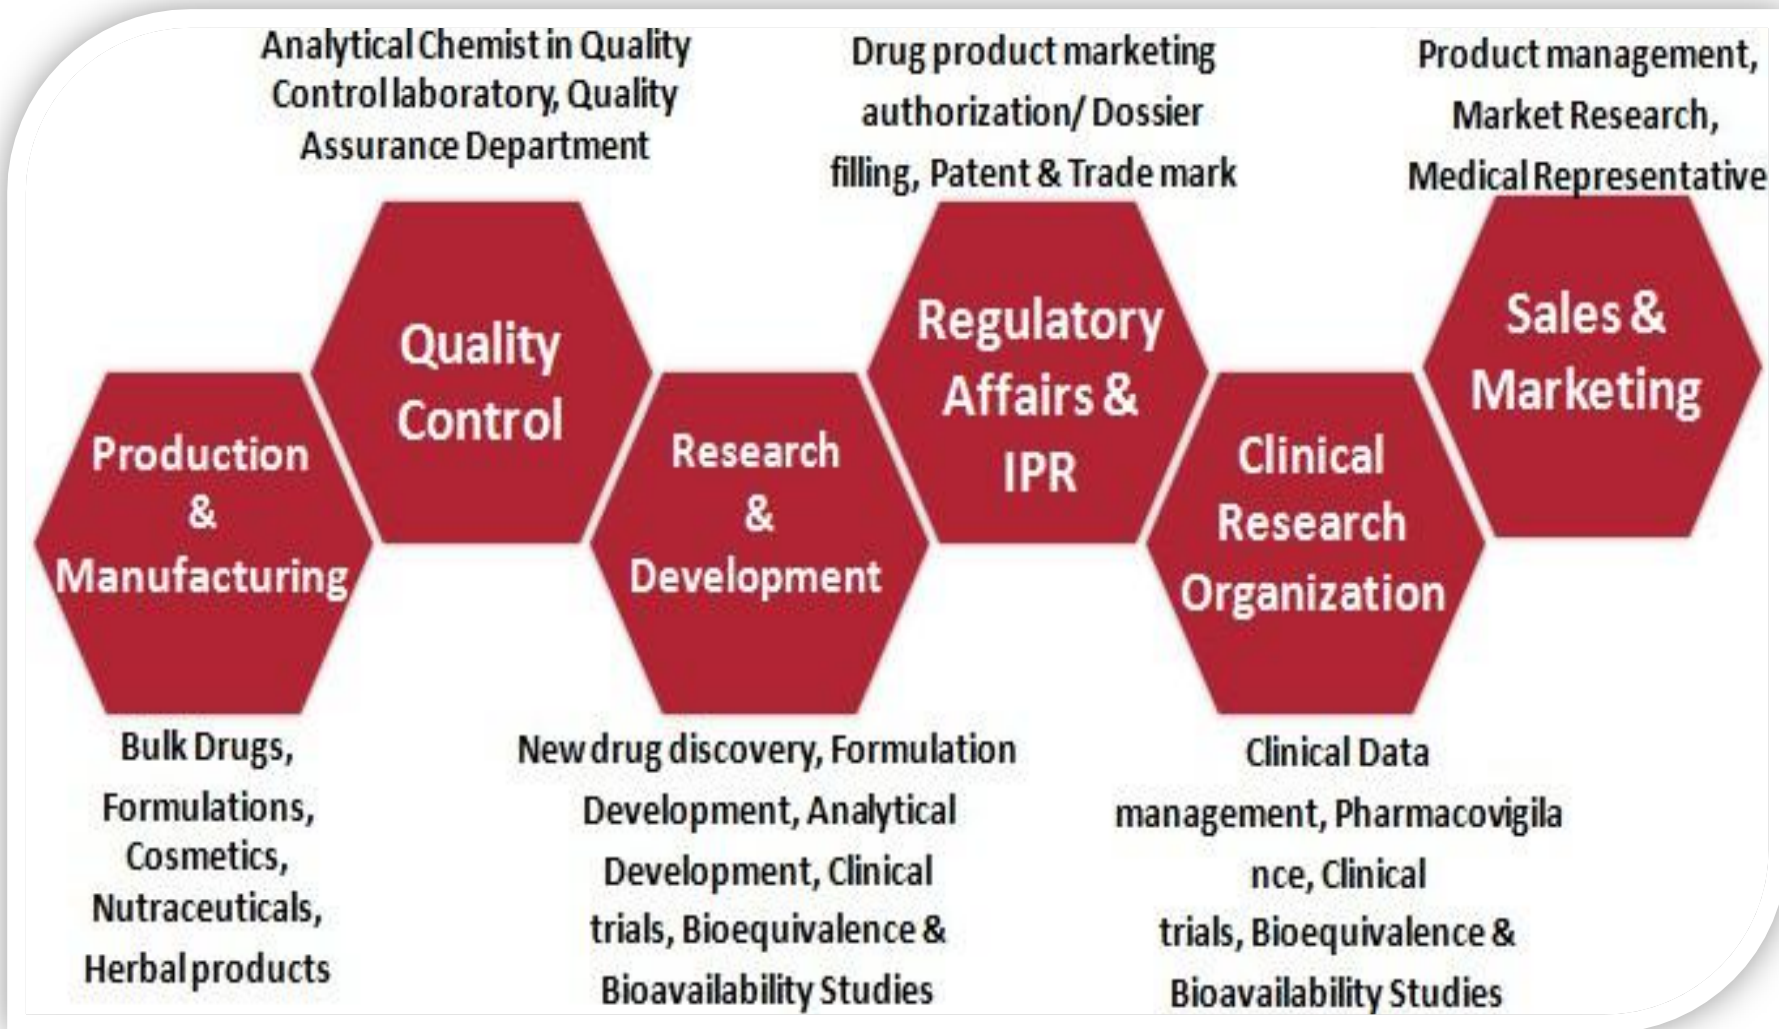 Analytical Chemist in Quality
Control laboratory, Quality
Assurance Department
Drug product marketing
authorization/ Dossier
filling, Patent & Trade mark
Product management,
Market Research,
Medical Representative
Production
&
Manufacturing
Quality
Control
Research
&
Development
Regulatory
Affairs &
IPR
Clinical
Research
Organization
Sales &
Marketing
Bulk Drugs,
Formulations,
Cosmetics,
Nutraceuticals,
Herbal products
New drug discovery, Formulation
Development, Analytical
Development, Clinical
trials, Bioequivalence &
Bioavailability Studies
Clinical Data
management, Pharmacovigila
nce, Clinical
trials, Bioequivalence &
Bioavailability Studies